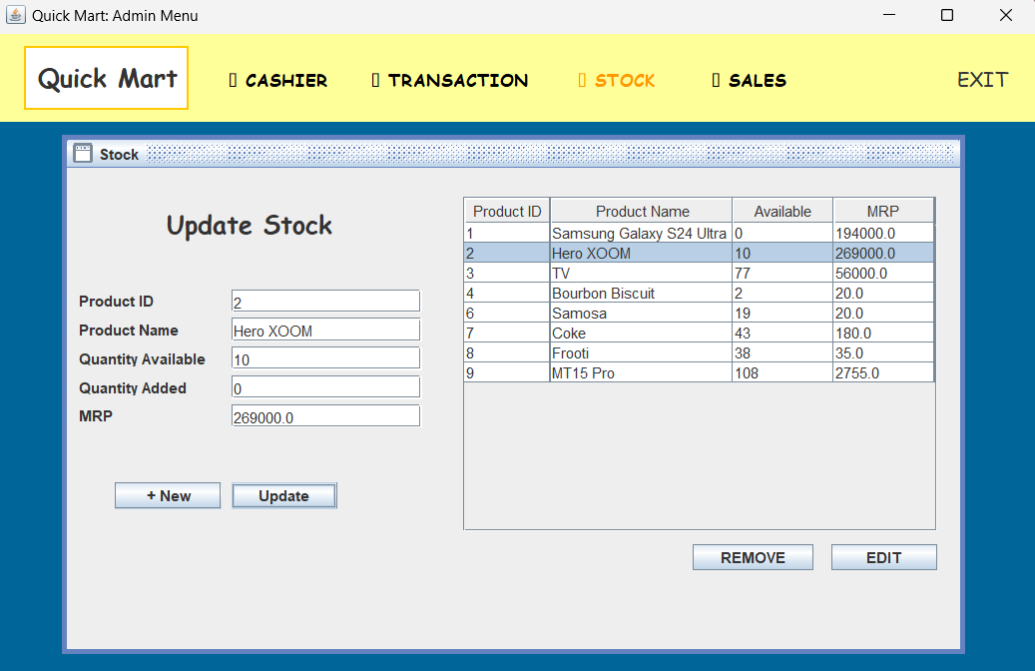 Quick Mart: Admin Menu
Quick Mart CASHIER TRANSACTION STOCK SALES EXIT
Stock
Update Stock
Product ID 2
Product Name Hero XOOM
Quantity Available 10
Quantity Added 0
MRP 269000.0
+ New Update
Product ID Product Name Available MRP
1 Samsung Galaxy S24 Ultra 0 194000.0
2 Hero XOOM 10 269000.0
3 TV 77 56000.0
4 Bourbon Biscuit 2 20.0
6 Samosa 19 20.0
7 Coke 43 180.0
8 Frooti 38 35.0
9 MT15 Pro 108 2755.0
REMOVE EDIT